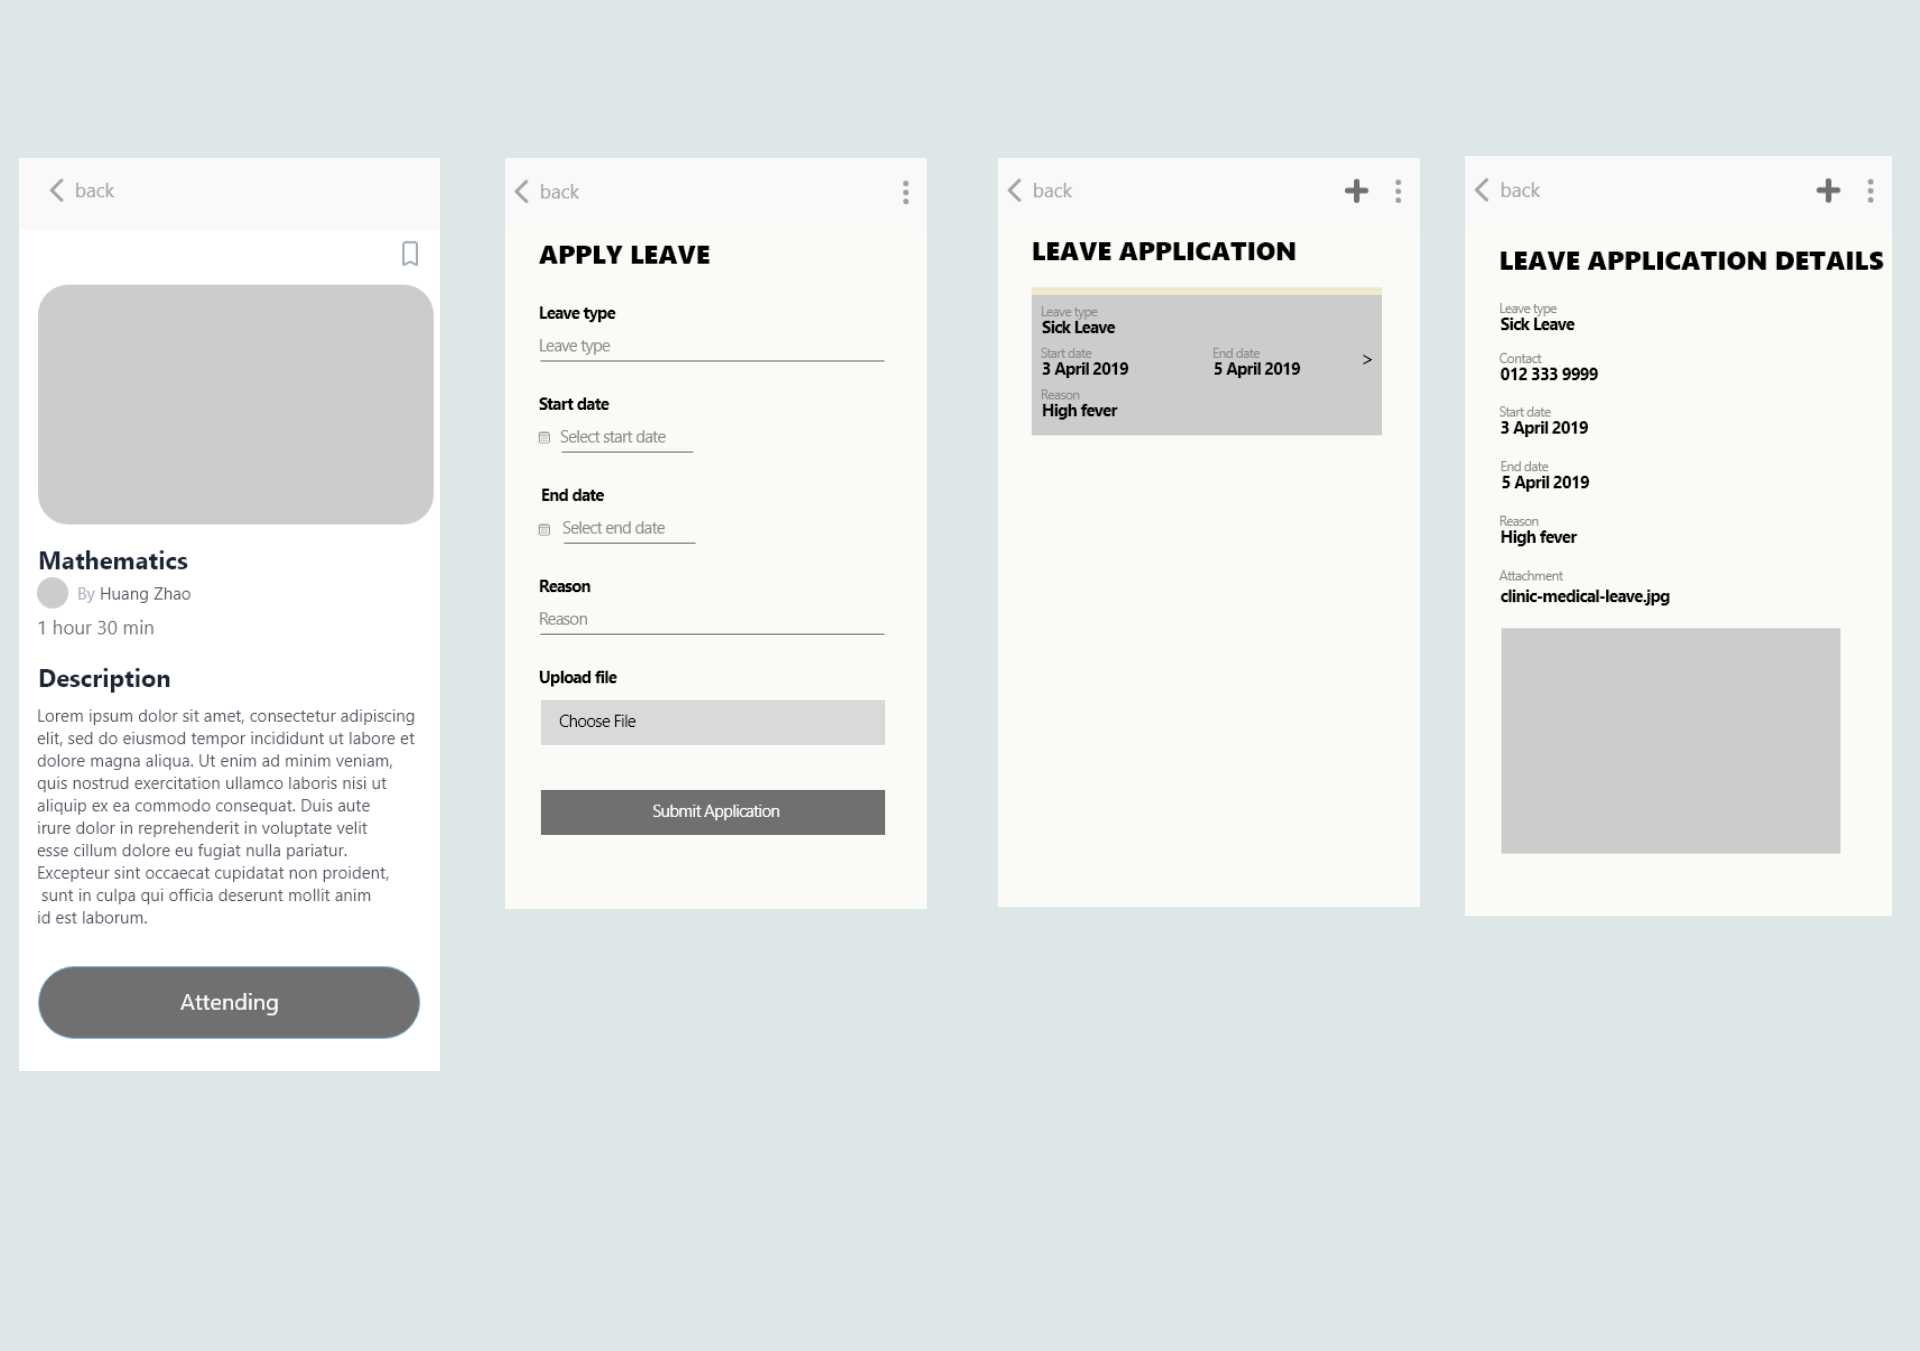 back
Mathematics
By Huang Zhao
1 hour 30 min
Description
Lorem ipsum dolor sit amet, consectetur adipiscing
elit, sed do eiusmod tempor incididunt ut labore et
dolore magna aliqua. Ut enim ad minim veniam,
quis nostrud exercitation ullamco laboris nisi ut
aliquip ex ea commodo consequat. Duis aute
irure dolor in reprehenderit in voluptate velit
esse cillum dolore eu fugiat nulla pariatur.
Excepteur sint occaecat cupidatat non proident,
sunt in culpa qui officia deserunt mollit anim
id est laborum.
Attending
back
APPLY LEAVE
Leave type
Leave type
Start date
Select start date
End date
Select end date
Reason
Reason
Upload file
Choose File
Submit Application
back
LEAVE APPLICATION
Leave type
Sick Leave
Start date End date
3 April 2019 5 April 2019 >
Reason
High fever
back
LEAVE APPLICATION DETAILS
Leave type
Sick Leave
Contact
012 333 9999
Start date
3 April 2019
End date
5 April 2019
Reason
High fever
Attachment
clinic-medical-leave.jpg